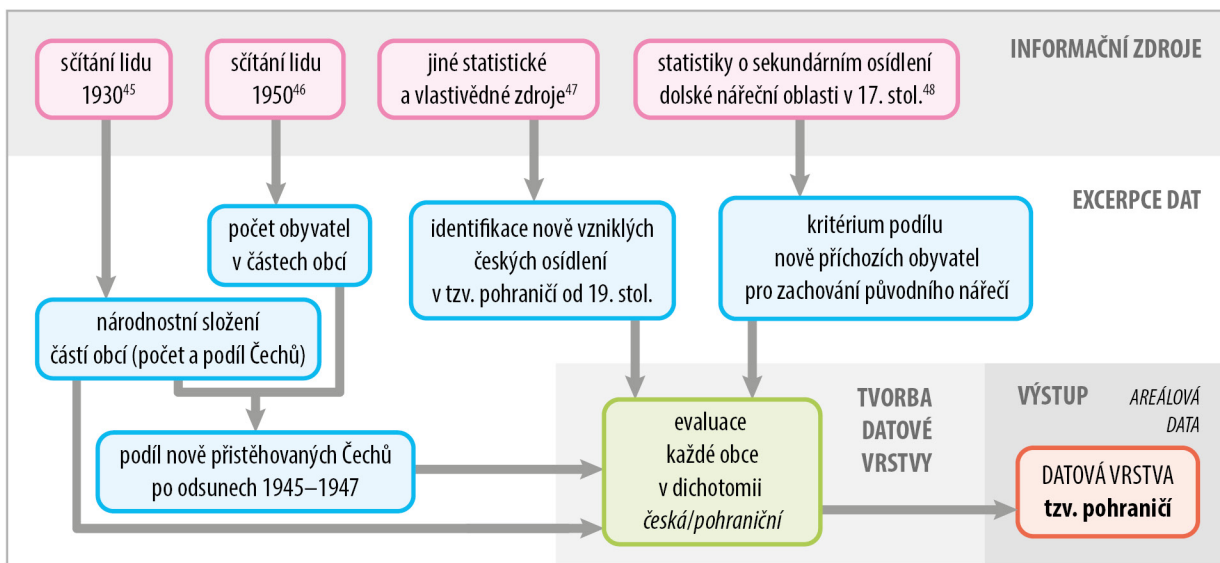 INFORMAČNÍ ZDROJE
sčítání lidu
1930⁴⁵
sčítání lidu
1950⁴⁶
jiné statistické
a vlastivědné zdroje⁴⁷
statistiky o sekundárním osídlení
dolské nářeční oblasti v 17. stol.⁴⁸
EXCERPCE DAT
počet obyvatel
v částech obcí
identifikace nově vzniklých
českých osídlení
v tzv. pohraničí od 19. stol.
kritérium podílu
nově příchozích obyvatel
pro zachování původního nářečí
národnostní složení
částí obcí (počet a podíl Čechů)
podíl nově přistěhovaných Čechů
po odsunech 1945–1947
TVORBA
DATOVÉ
VRSTVY
evaluace
každé obce
v dichotomii
česká/pohraniční
VÝSTUP
AREÁLOVÁ
DATA
DATOVÁ VRSTVA
tzv. pohraničí